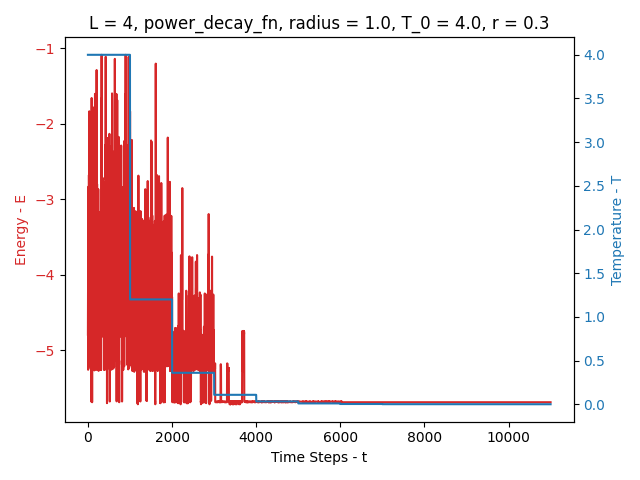 L = 4, power_decay_fn, radius = 1.0, T_0 = 4.0, r = 0.3
−1
−2
−3
−4
−5
Energy - E
4.0
3.5
3.0
2.5
2.0
1.5
1.0
0.5
0.0
Temperature - T
0 2000 4000 6000 8000 10000
Time Steps - t